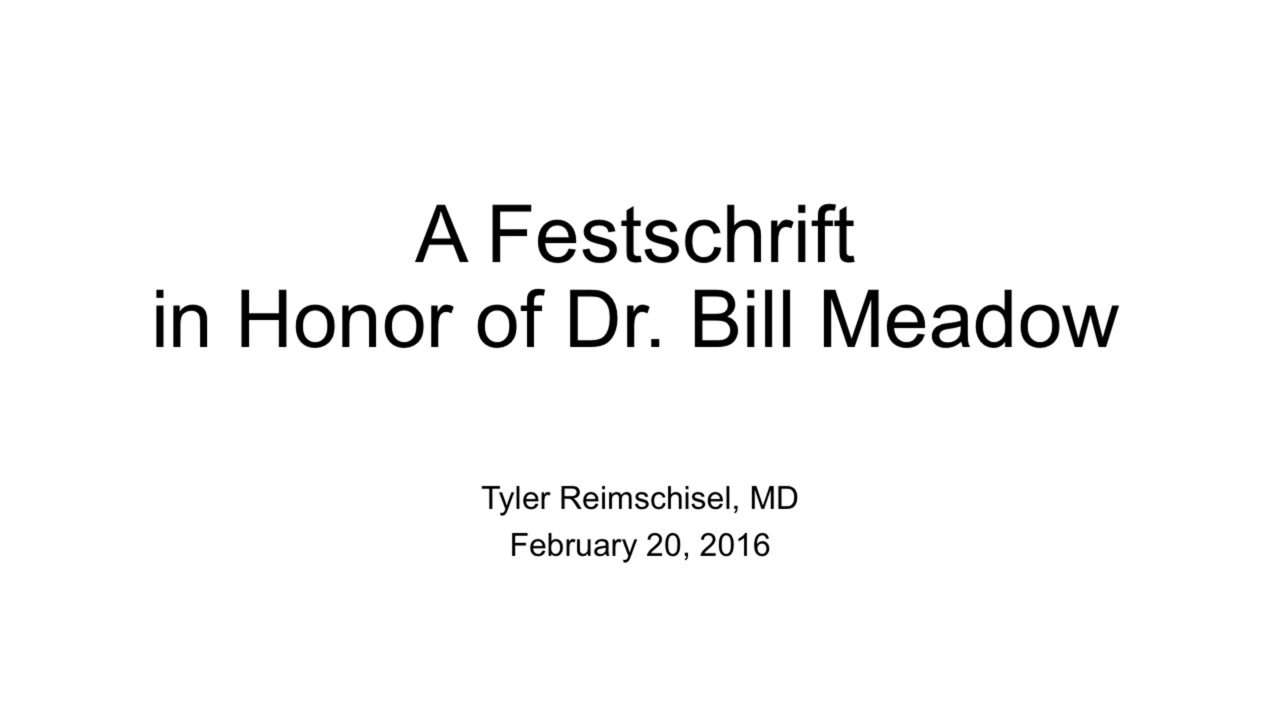 A Festschrift
in Honor of Dr. Bill Meadow
Tyler Reimschisel, MD
February 20, 2016